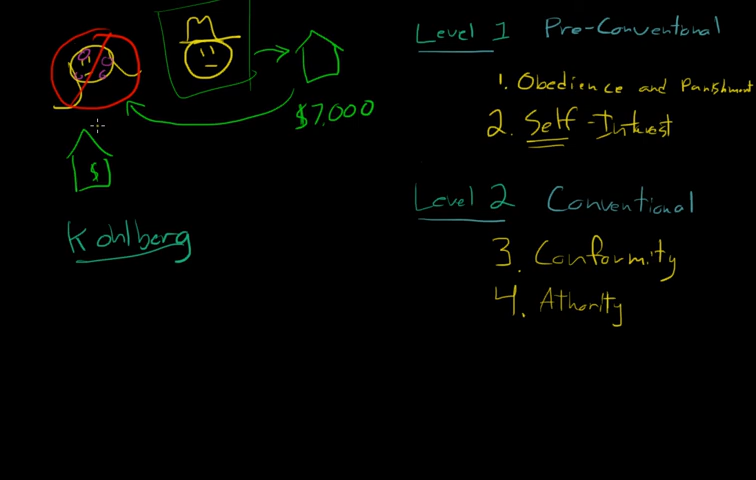 $7,000
$
Kohlberg
Level 1 Pre-Conventional
1. Obedience and Punishment
2. Self-Interest
Level 2 Conventional
3. Conformity
4. Athority